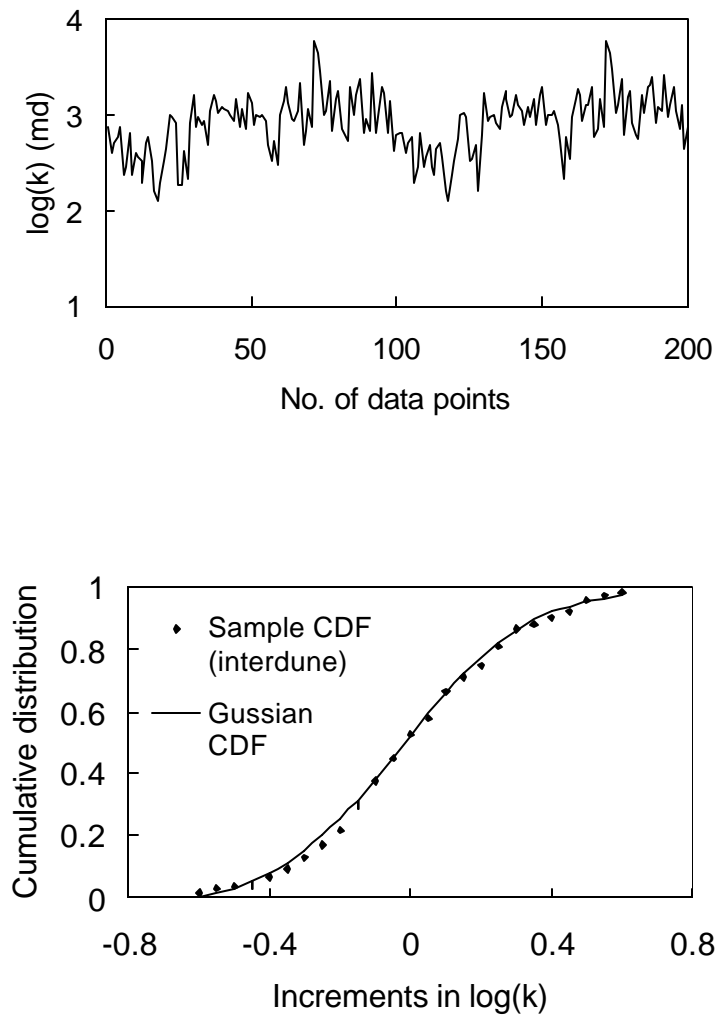 4
3
2
1
log(k) (md)
0
50
100
150
200
No. of data points
1
0.8
0.6
0.4
0.2
0
Cumulative distribution
Sample CDF
(interdune)
Gussian
CDF
-0.8
-0.4
0
0.4
0.8
Increments in log(k)